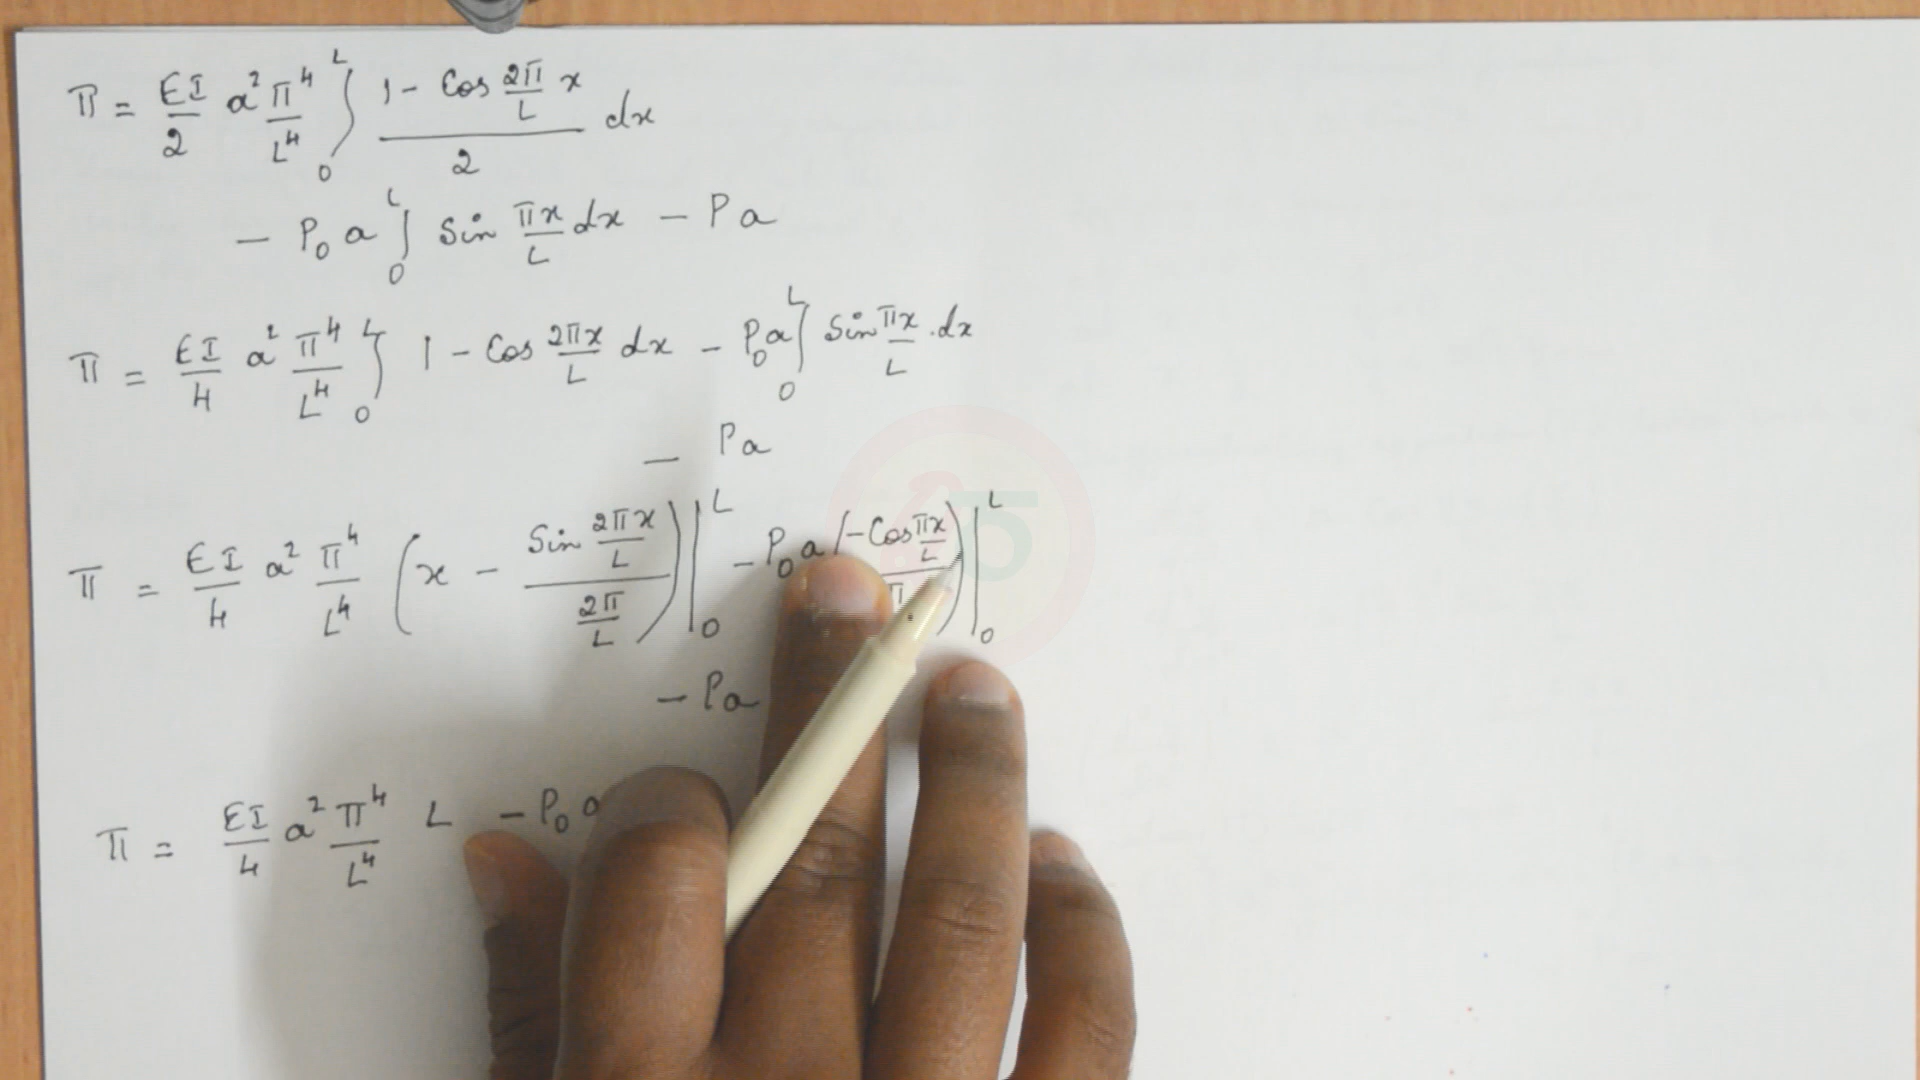 π = EI/2 a² π⁴/L⁴ ∫₀ᴸ (1 - Cos 2π/L x)/2 dx
- P₀ a ∫₀ᴸ Sin πx/L dx - Pa
π = EI/4 a² π⁴/L⁴ ∫₀ᴸ 1 - Cos 2πx/L dx - P₀a ∫₀ᴸ Sin πx/L .dx
- Pa
π = EI/4 a² π⁴/L⁴ (x - (Sin 2πx/L)/(2π/L))|₀ᴸ - P₀a (-Cos πx/L / π)|₀ᴸ
- Pa
π = EI/4 a² π⁴/L⁴ L - P₀ a